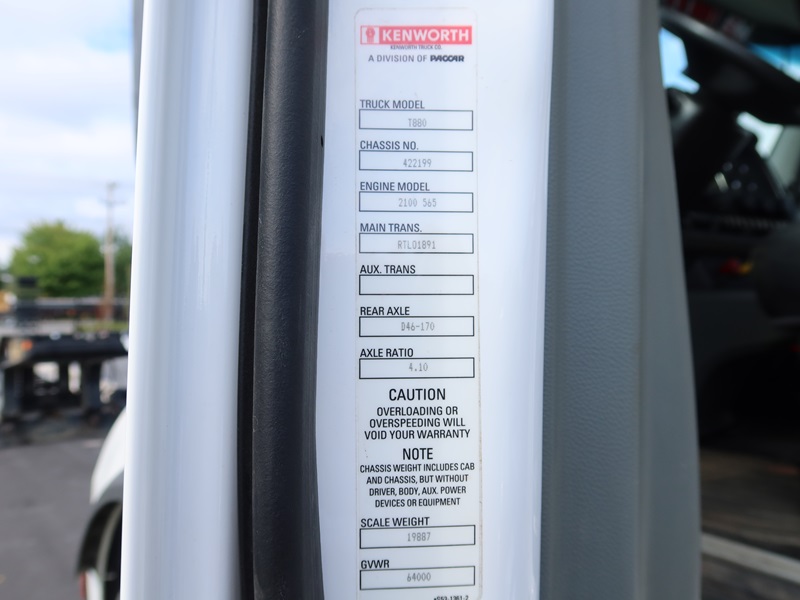 KENWORTH
KENWORTH TRUCK CO.
A DIVISION OF PACCAR
TRUCK MODEL
T880
CHASSIS NO.
422199
ENGINE MODEL
2100 565
MAIN TRANS.
RTLO1891
AUX. TRANS
REAR AXLE
D46-170
AXLE RATIO
4.10
CAUTION
OVERLOADING OR
OVERSPEEDING WILL
VOID YOUR WARRANTY
NOTE
CHASSIS WEIGHT INCLUDES CAB
AND CHASSIS, BUT WITHOUT
DRIVER, BODY, AUX. POWER
DEVICES OR EQUIPMENT
SCALE WEIGHT
19887
GVWR
64000